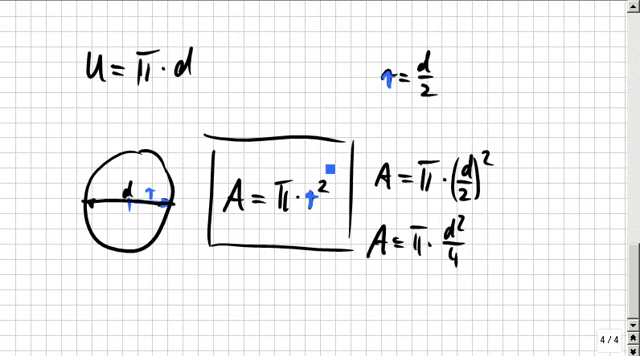 U = π · d
r = d/2
d r
A = π · r²
A = π · (d/2)²
A = π · d²/4
4 / 4